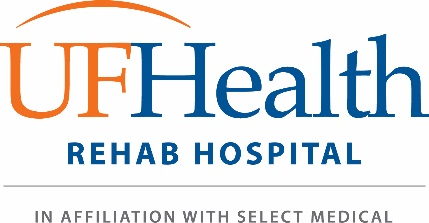 UFHealth
REHAB HOSPITAL
IN AFFILIATION WITH SELECT MEDICAL